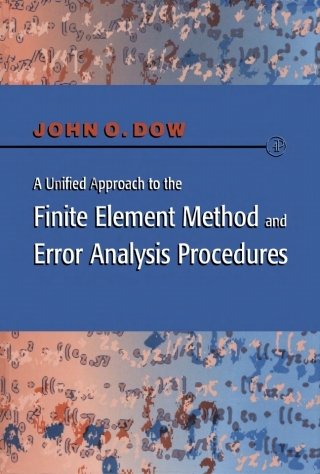 JOHN O. DOW
A Unified Approach to the
Finite Element Method and
Error Analysis Procedures